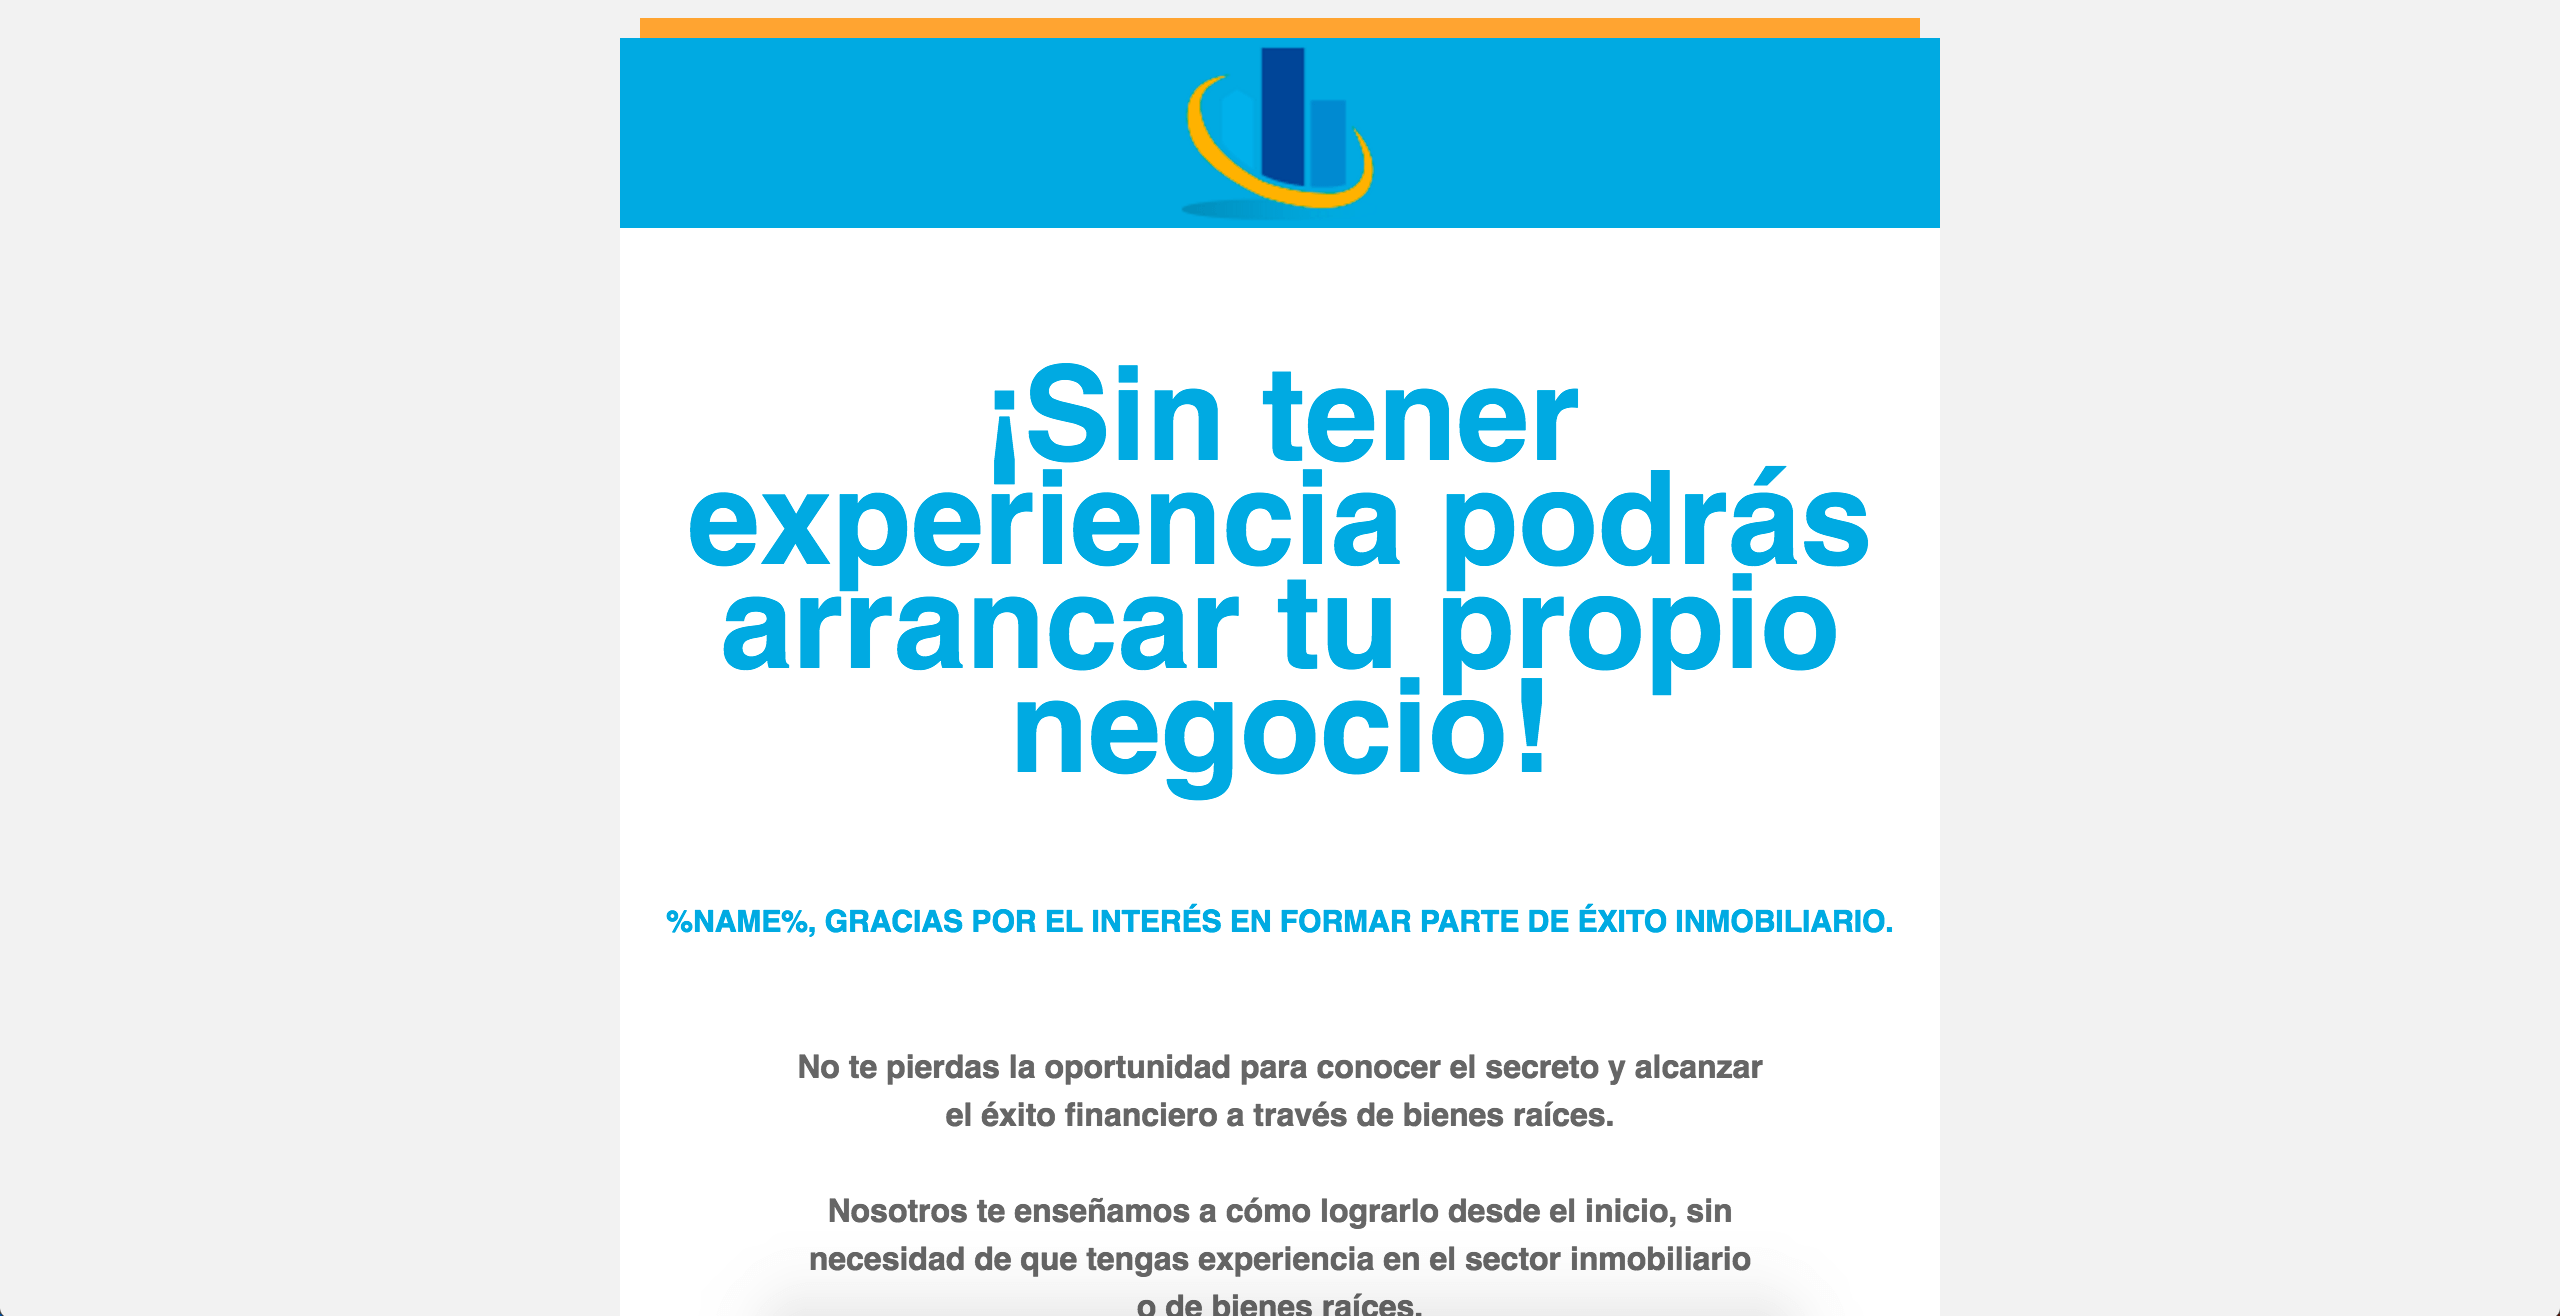 ¡Sin tener
experiencia podrás
arrancar tu propio
negocio!
%NAME%, GRACIAS POR EL INTERÉS EN FORMAR PARTE DE ÉXITO INMOBILIARIO.
No te pierdas la oportunidad para conocer el secreto y alcanzar
el éxito financiero a través de bienes raíces.
Nosotros te enseñamos a cómo lograrlo desde el inicio, sin
necesidad de que tengas experiencia en el sector inmobiliario
o de bienes raíces.